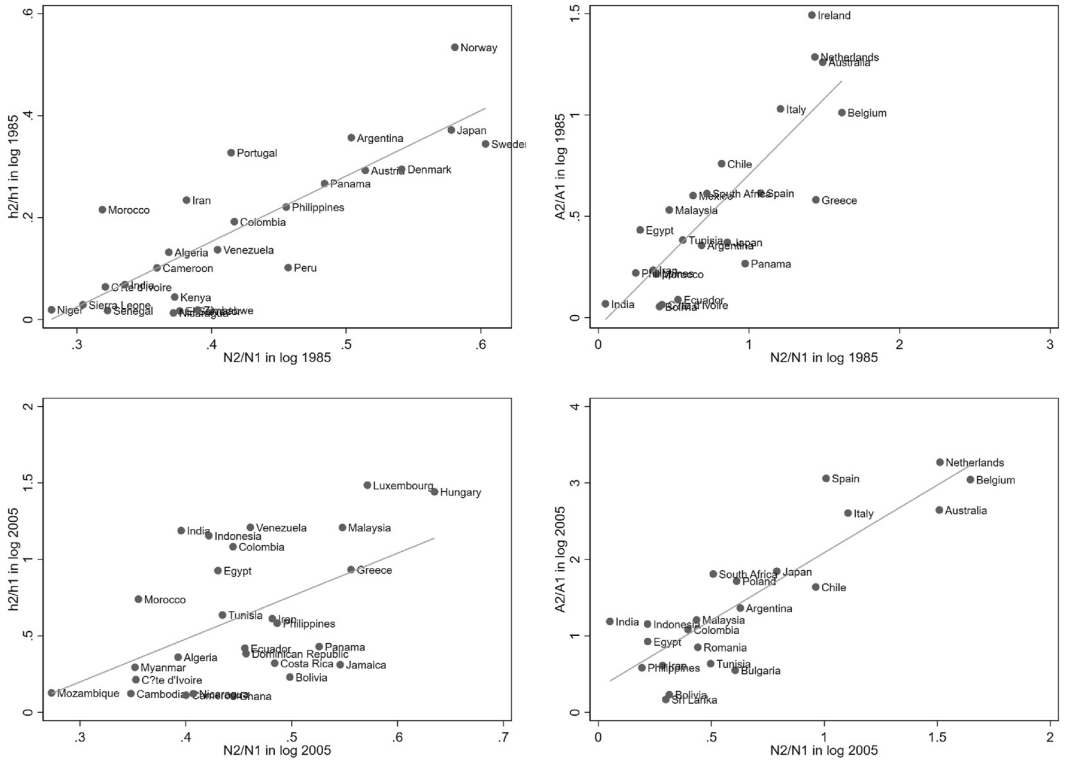 h2/h1 in log 1985
.6
.4
.2
0
Norway
Japan
Argentina
Portugal
Austria
Denmark
Panama
Iran
Philippines
Morocco
Colombia
Venezuela
Algeria
Cameroon
Peru
India
C?te d'Ivoire
Kenya
Sierra Leone
Niger
Senegal
Zimbabwe
Nicaragua
.3 .4 .5 .6
N2/N1 in log 1985
A2/A1 in log 1985
1.5
1
.5
0
Ireland
Netherlands
Australia
Italy
Belgium
Chile
South Africa
Spain
Mexico
Greece
Malaysia
Egypt
Tunisia
Japan
Argentina
Panama
Iran
Philippines
Morocco
Ecuador
India
C?te d'Ivoire
Bolivia
0 1 2 3
N2/N1 in log 1985
h2/h1 in log 2005
2
1.5
1
.5
0
Luxembourg
Hungary
India
Venezuela
Malaysia
Indonesia
Colombia
Egypt
Greece
Morocco
Tunisia
Iran
Philippines
Ecuador
Panama
Dominican Republic
Algeria
Costa Rica
Jamaica
Myanmar
Bolivia
C?te d'Ivoire
Mozambique
Cambodia
Nicaragua
Cameroon
Ghana
.3 .4 .5 .6 .7
N2/N1 in log 2005
A2/A1 in log 2005
4
3
2
1
0
Netherlands
Spain
Belgium
Italy
Australia
South Africa
Japan
Poland
Chile
Argentina
India
Indonesia
Malaysia
Colombia
Egypt
Romania
Philippines
Iran
Tunisia
Bulgaria
Bolivia
Sri Lanka
0 .5 1 1.5 2
N2/N1 in log 2005